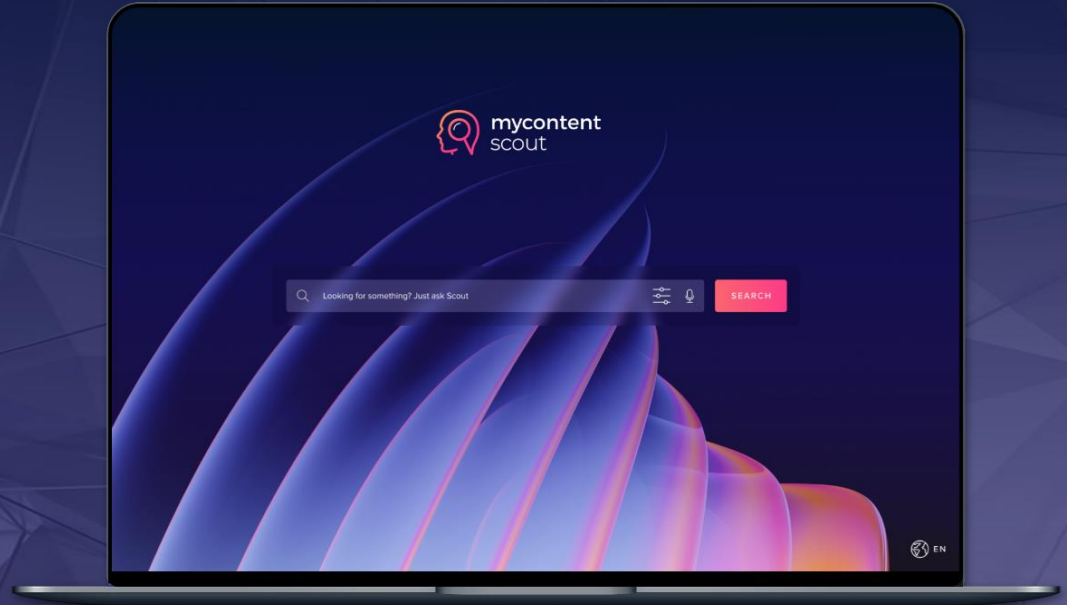 mycontent
scout
Looking for something? Just ask Scout
SEARCH
EN